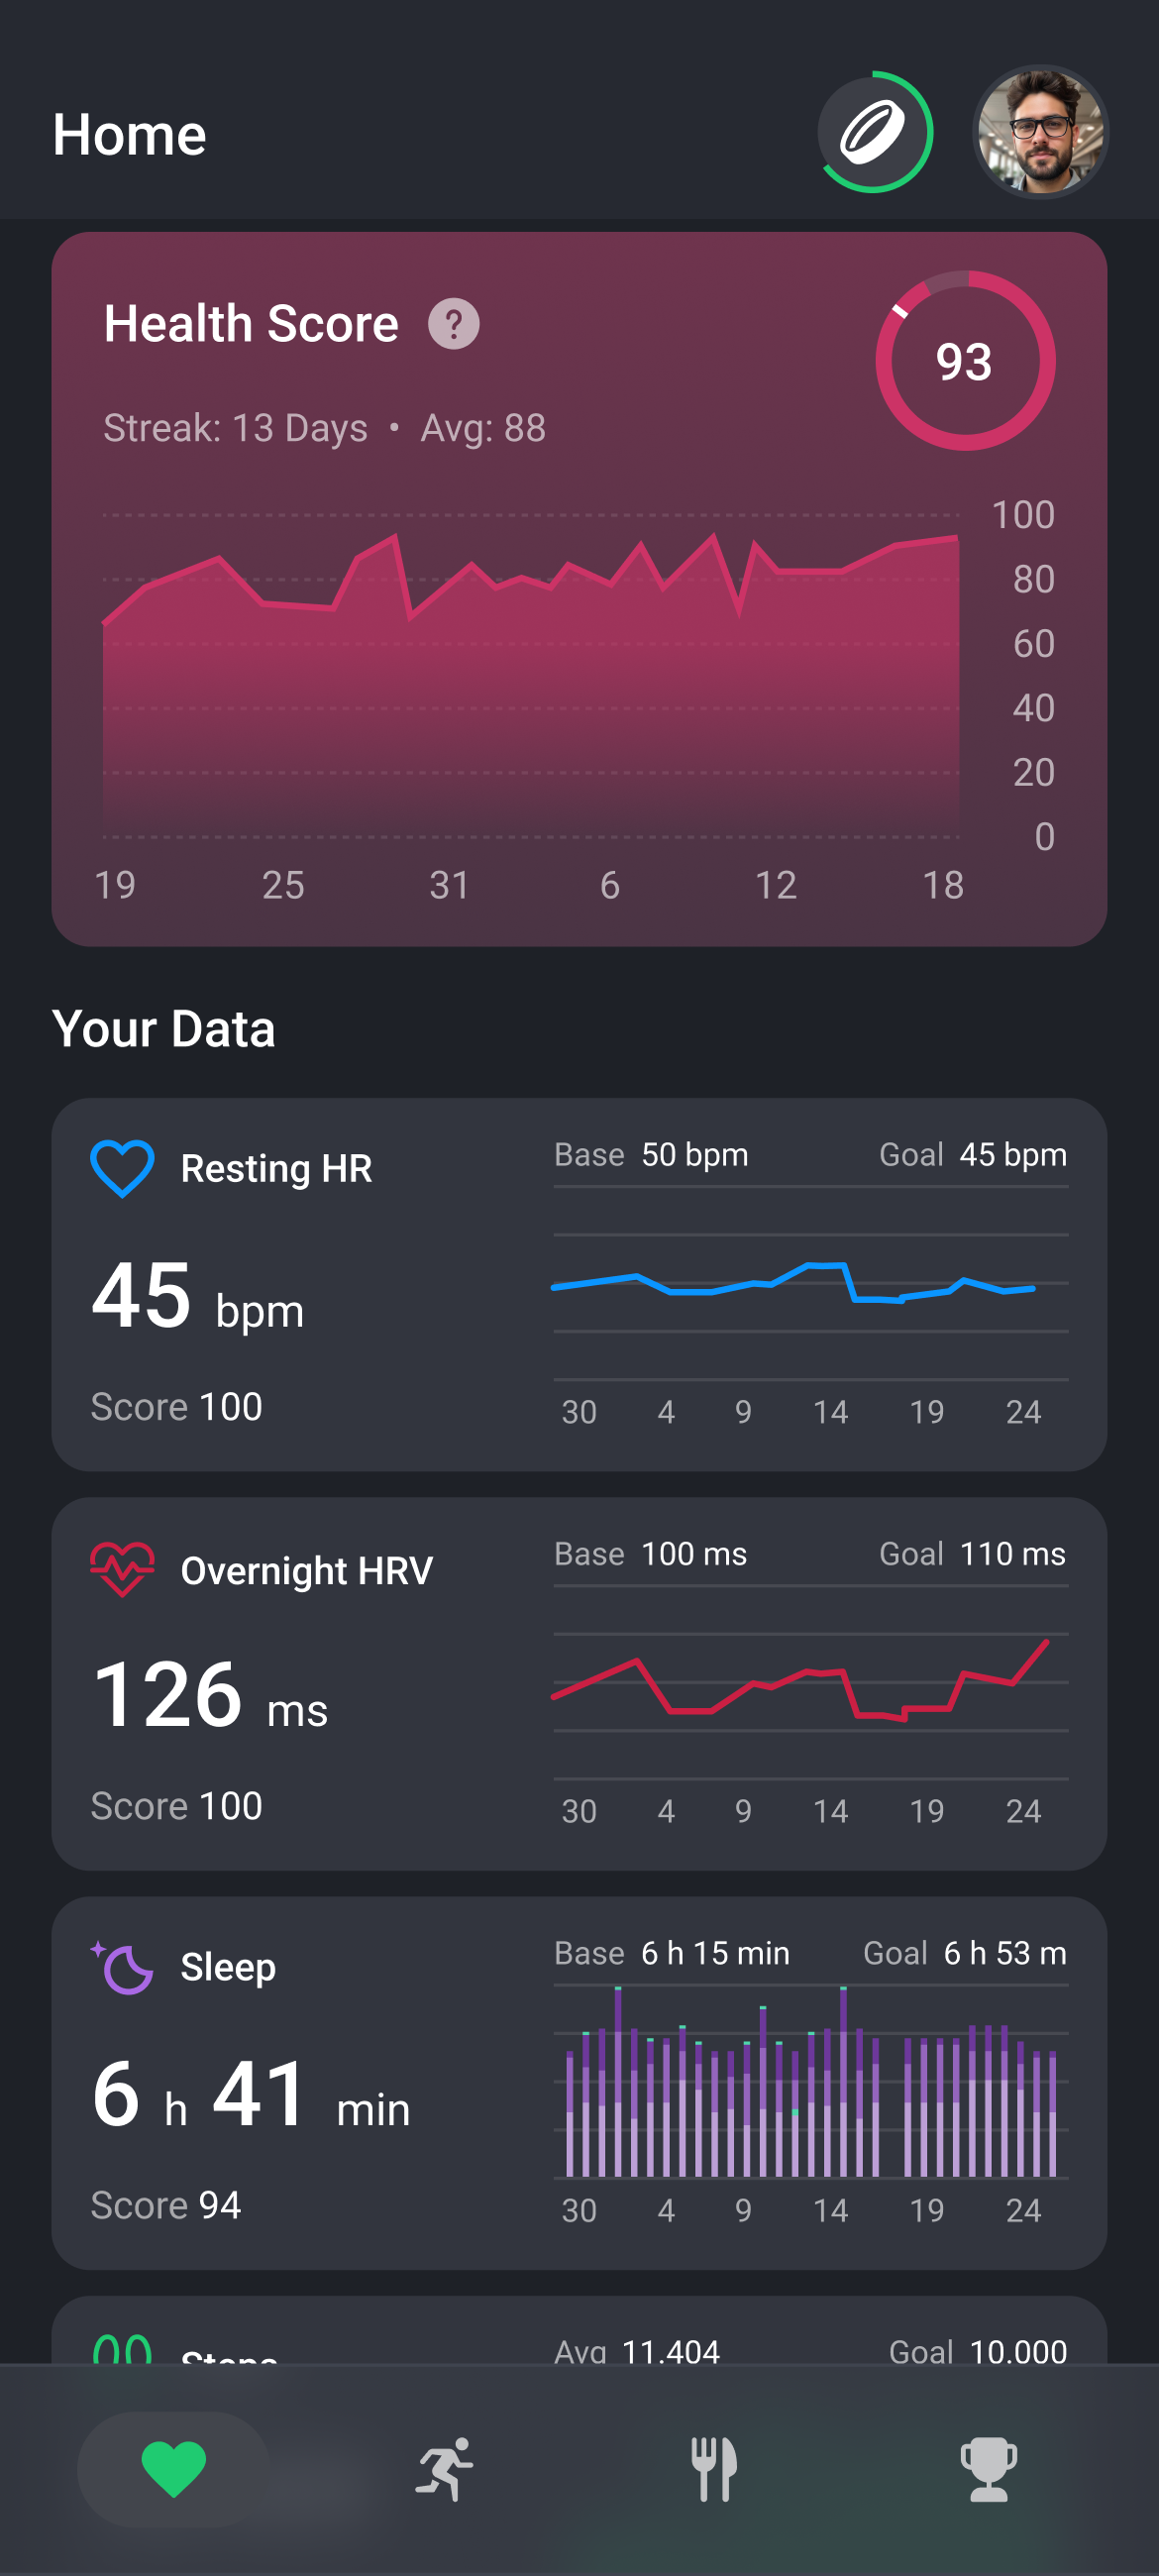 Home
Health Score ?
93
Streak: 13 Days • Avg: 88
100
80
60
40
20
0
19 25 31 6 12 18
Your Data
Resting HR
Base 50 bpm Goal 45 bpm
45 bpm
Score 100
30 4 9 14 19 24
Overnight HRV
Base 100 ms Goal 110 ms
126 ms
Score 100
30 4 9 14 19 24
Sleep
Base 6 h 15 min Goal 6 h 53 m
6 h 41 min
Score 94
30 4 9 14 19 24
Steps
Avg 11.404 Goal 10.000